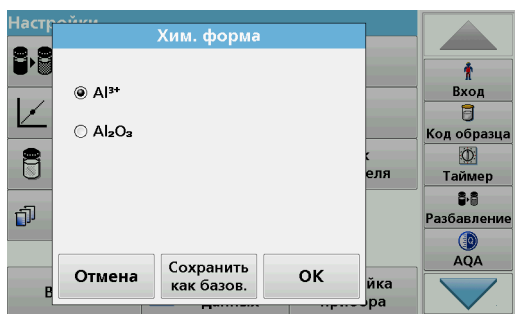 Хим. форма
Al³⁺
Al₂O₃
Отмена
Сохранить
как базов.
OK
Вход
Код образца
Таймер
Разбавление
AQA